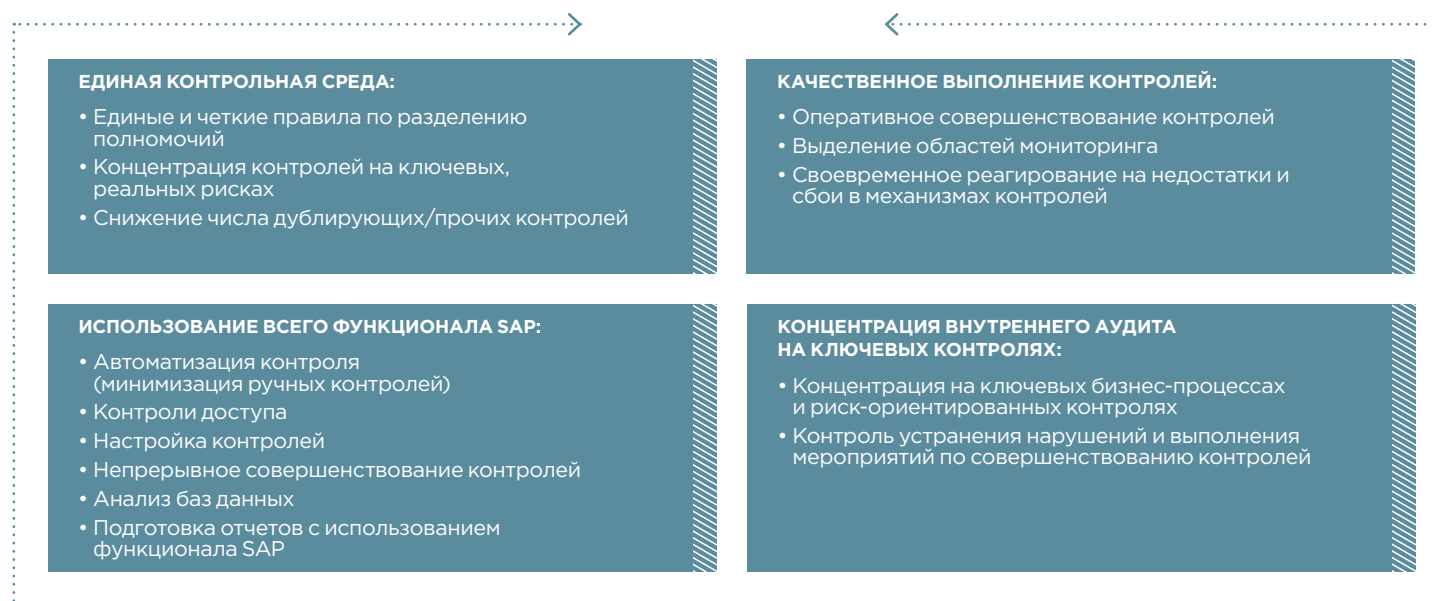 ЕДИНАЯ КОНТРОЛЬНАЯ СРЕДА:
• Единые и четкие правила по разделению
полномочий
• Концентрация контролей на ключевых,
реальных рисках
• Снижение числа дублирующих/прочих контролей
КАЧЕСТВЕННОЕ ВЫПОЛНЕНИЕ КОНТРОЛЕЙ:
• Оперативное совершенствование контролей
• Выделение областей мониторинга
• Своевременное реагирование на недостатки и
сбои в механизмах контролей
ИСПОЛЬЗОВАНИЕ ВСЕГО ФУНКЦИОНАЛА SAP:
• Автоматизация контроля
(минимизация ручных контролей)
• Контроли доступа
• Настройка контролей
• Непрерывное совершенствование контролей
• Анализ баз данных
• Подготовка отчетов с использованием
функционала SAP
КОНЦЕНТРАЦИЯ ВНУТРЕННЕГО АУДИТА
НА КЛЮЧЕВЫХ КОНТРОЛЯХ:
• Концентрация на ключевых бизнес-процессах
и риск-ориентированных контролях
• Контроль устранения нарушений и выполнения
мероприятий по совершенствованию контролей